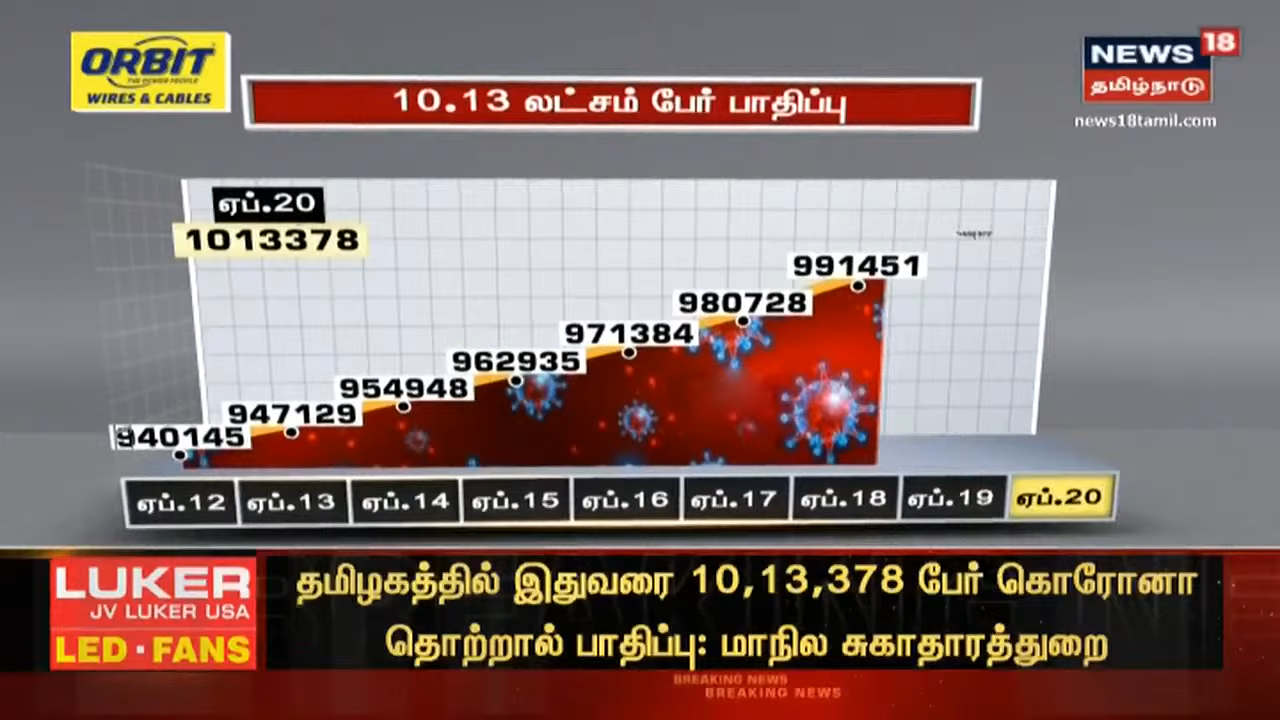 ORBIT
THE POWER PEOPLE
WIRES & CABLES
10.13 லட்சம் பேர் பாதிப்பு
NEWS 18
தமிழ்நாடு
news18tamil.com
ஏப்.20
1013378
991451
980728
971384
962935
954948
947129
940145
ஏப்.12 ஏப்.13 ஏப்.14 ஏப்.15 ஏப்.16 ஏப்.17 ஏப்.18 ஏப்.19 ஏப்.20
LUKER
JV LUKER USA
LED · FANS
தமிழகத்தில் இதுவரை 10,13,378 பேர் கொரோனா
தொற்றால் பாதிப்பு: மாநில சுகாதாரத்துறை
BREAKING NEWS
BREAKING NEWS